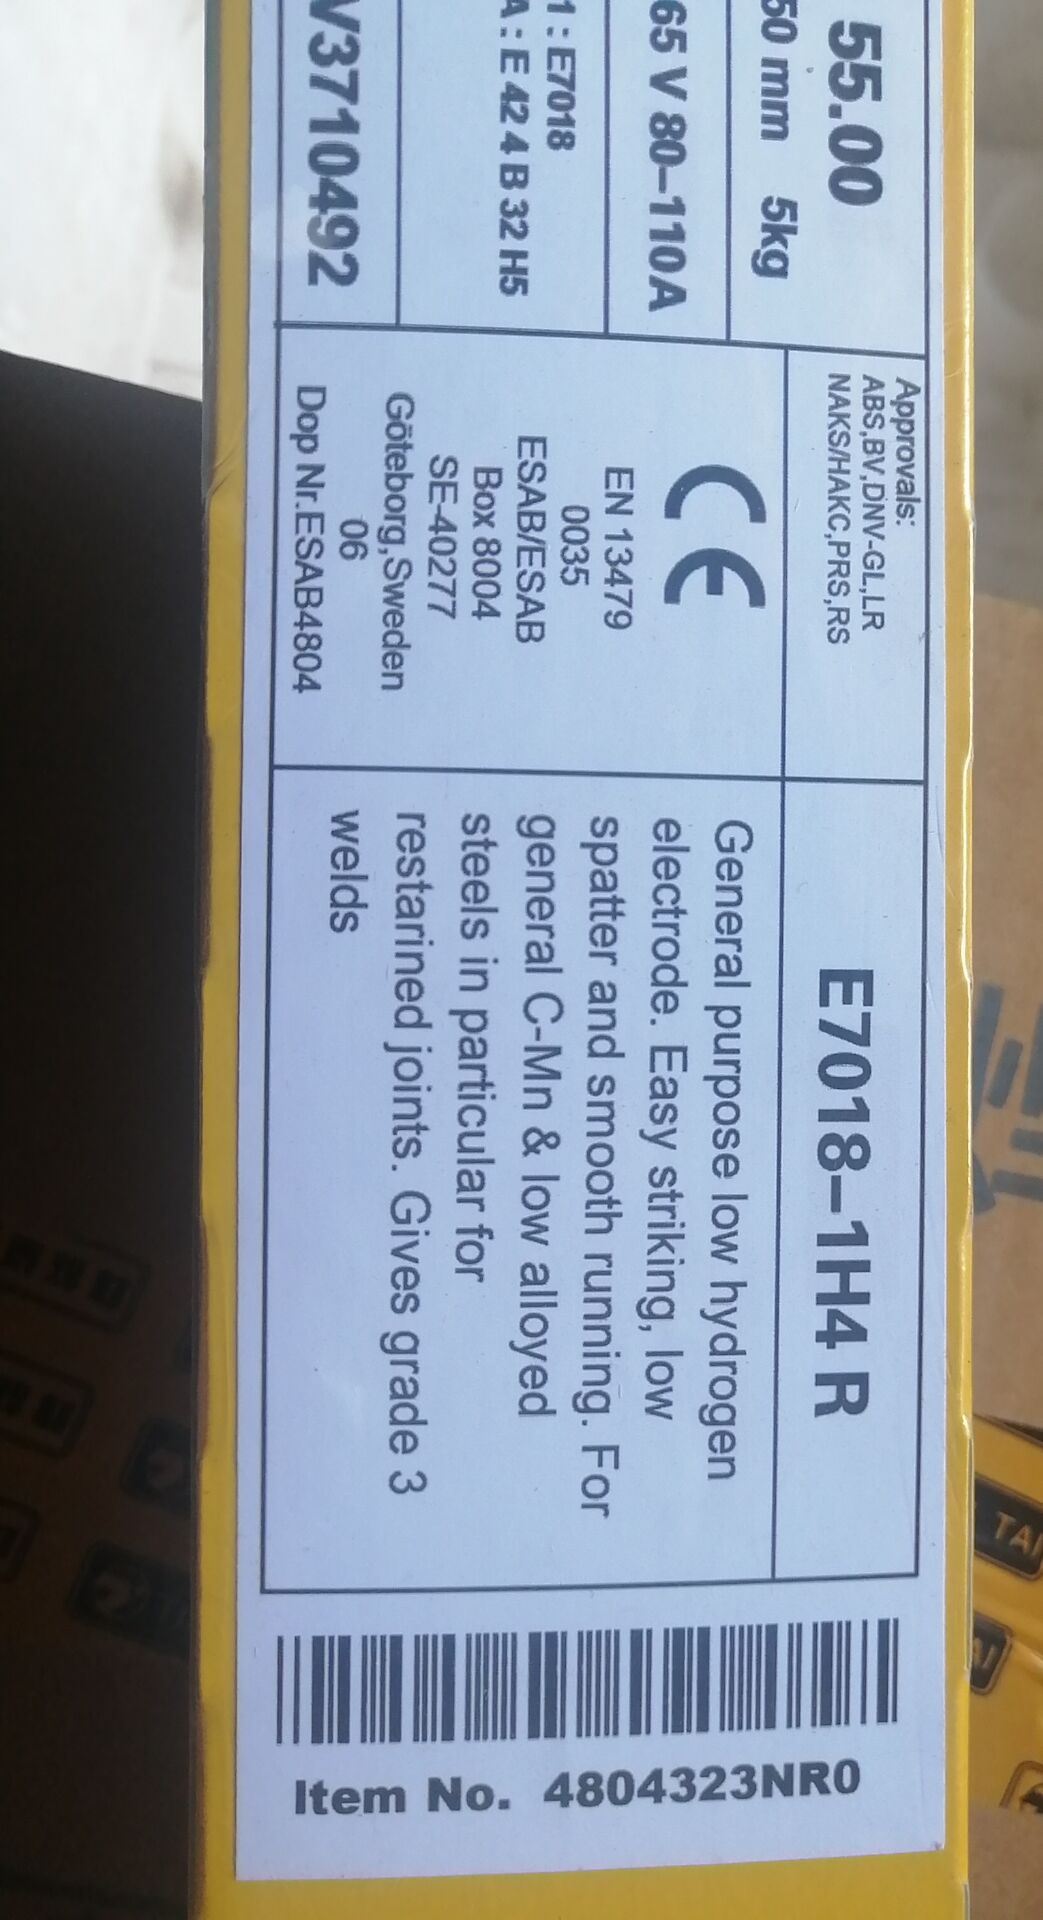 55.00
50 mm 5kg
65 V 80-110A
1 : E7018
A : E 42 4 B 32 H5
V3710492
Approvals:
ABS,BV,DNV-GL,LR
NAKS/HAKC,PRS,RS
CE
EN 13479
0035
ESAB/ESAB
Box 8004
SE-40277
Göteborg,Sweden
06
Dop Nr.ESAB4804
E7018-1H4 R
General purpose low hydrogen
electrode. Easy striking, low
spatter and smooth running. For
general C-Mn & low alloyed
steels in particular for
restarined joints. Gives grade 3
welds
Item No. 4804323NR0
TAI
AI